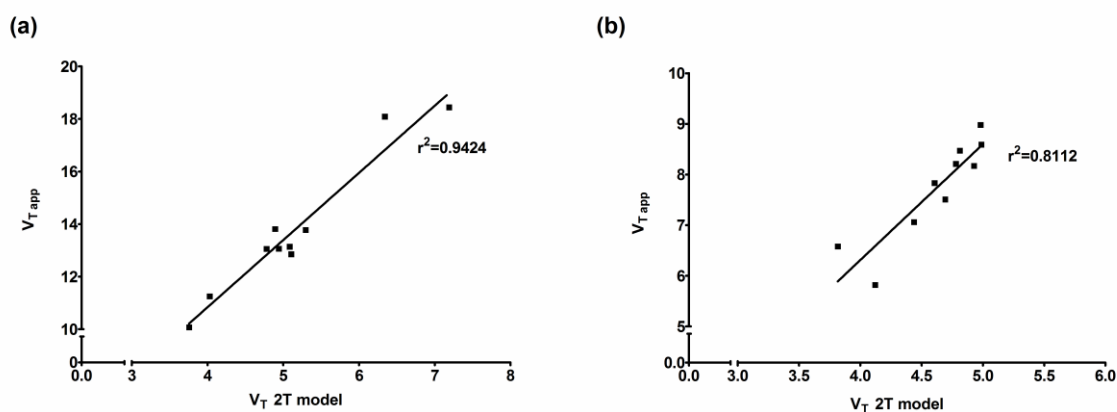 (a)
20
18
16
14
12
10
0
V_T app
r²=0.9424
0.0 3 4 5 6 7 8
V_T 2T model
(b)
10
9
8
7
6
5
0.0
V_T app
r²=0.8112
0.0 3.0 3.5 4.0 4.5 5.0 5.5 6.0
V_T 2T model